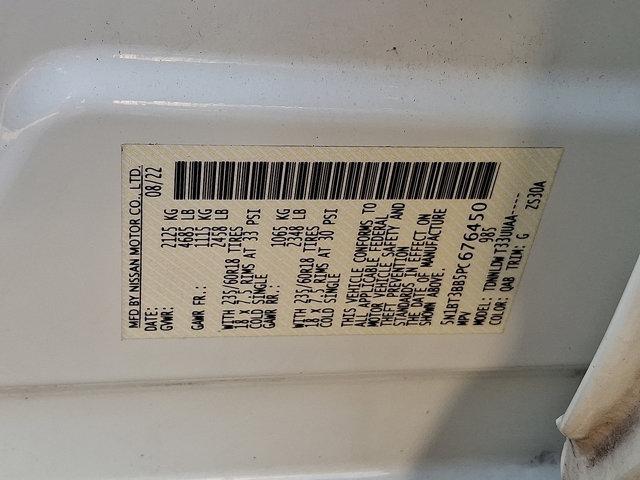 MFD BY NISSAN MOTOR CO., LTD.
DATE: 08/22
GVWR: 2125 KG
4685 LB
GAWR FR.: 1115 KG
2458 LB
WITH 235/60R18 TIRES
18 X 7.5 RIMS AT 33 PSI
COLD SINGLE
GAWR RR.: 1065 KG
2348 LB
WITH 235/60R18 TIRES
18 X 7.5 RIMS AT 30 PSI
COLD SINGLE
THIS VEHICLE CONFORMS TO
ALL APPLICABLE FEDERAL
MOTOR VEHICLE SAFETY AND
THEFT PREVENTION
STANDARDS IN EFFECT ON
THE DATE OF MANUFACTURE
SHOWN ABOVE.
5N1BT3BB5PC676450
MPV 985
MODEL:
COLOR: QAB TRIM: G ZS30A